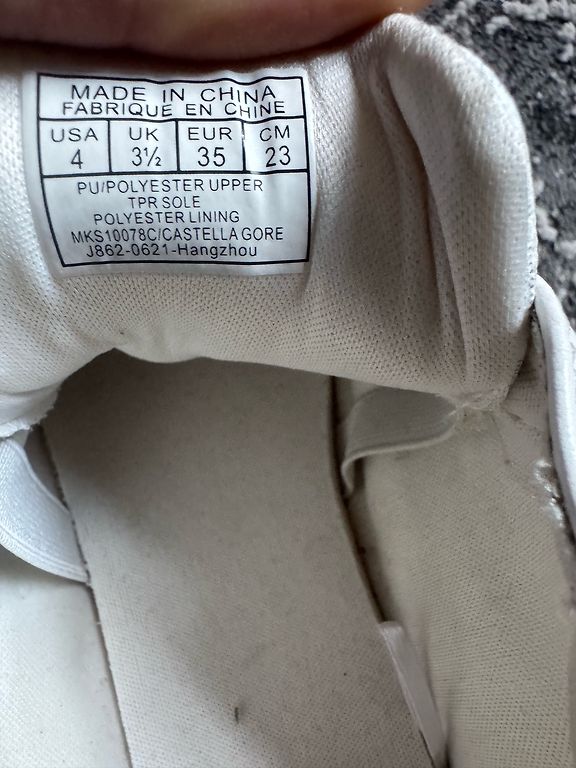 MADE IN CHINA
FABRIQUE EN CHINE
USA UK EUR CM
4 3½ 35 23
PU/POLYESTER UPPER
TPR SOLE
POLYESTER LINING
MKS10078C/CASTELLA GORE
J862-0621-Hangzhou